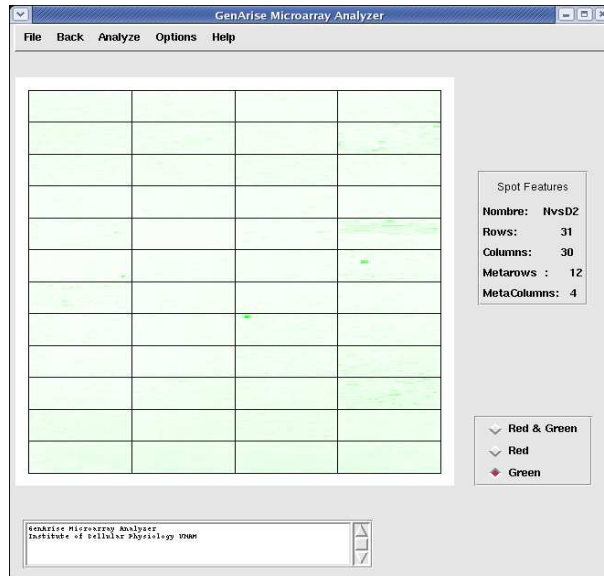 GenArise Microarray Analyzer
File Back Analyze Options Help
Spot Features
Nombre: NvsD2
Rows: 31
Columns: 30
Metarows : 12
MetaColumns: 4
Red & Green
Red
Green
GenArise Microarray Analyzer
Institute of Cellular Physiology UNAM